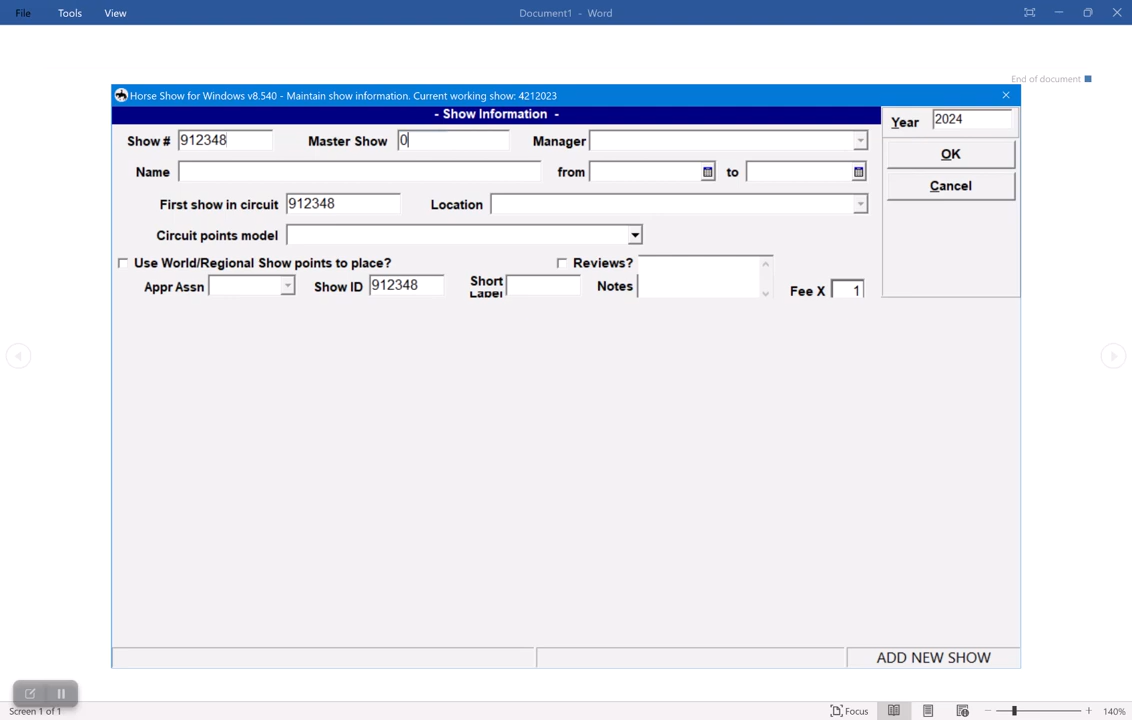 File Tools View Document1 - Word
End of document
Horse Show for Windows v8.540 - Maintain show information. Current working show: 4212023
- Show Information -
Year 2024
Show # 912348 Master Show 0 Manager
OK
Name from to
Cancel
First show in circuit 912348 Location
Circuit points model
Use World/Regional Show points to place? Reviews?
Appr Assn Show ID 912348 Short Label Notes Fee X 1
ADD NEW SHOW
Screen 1 of 1 Focus 140%